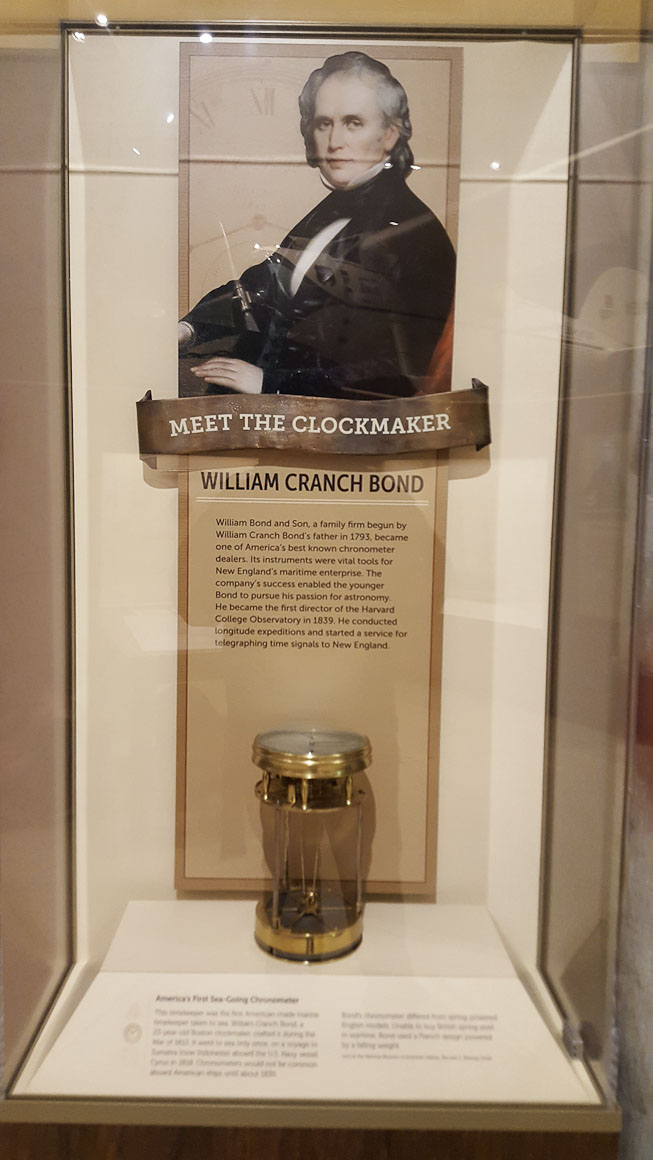 MEET THE CLOCKMAKER
WILLIAM CRANCH BOND
William Bond and Son, a family firm begun by
William Cranch Bond's father in 1793, became
one of America's best known chronometer
dealers. Its instruments were vital tools for
New England's maritime enterprise. The
company's success enabled the younger
Bond to pursue his passion for astronomy.
He became the first director of the Harvard
College Observatory in 1839. He conducted
longitude expeditions and started a service for
telegraphing time signals to New England.
America's First Sea-Going Chronometer
This timekeeper was the first American-made marine
timekeeper taken to sea. William Cranch Bond, a
23-year-old Boston clockmaker, crafted it during the
War of 1812. It went to sea only once, on a voyage to
Sumatra (now Indonesia) aboard the U.S. Navy vessel
Cyrus in 1818. Chronometers would not be common
aboard American ships until about 1830.
Bond's chronometer differed from spring-powered
English models. Unable to buy British spring steel
in wartime, Bond used a French design powered
by a falling weight.